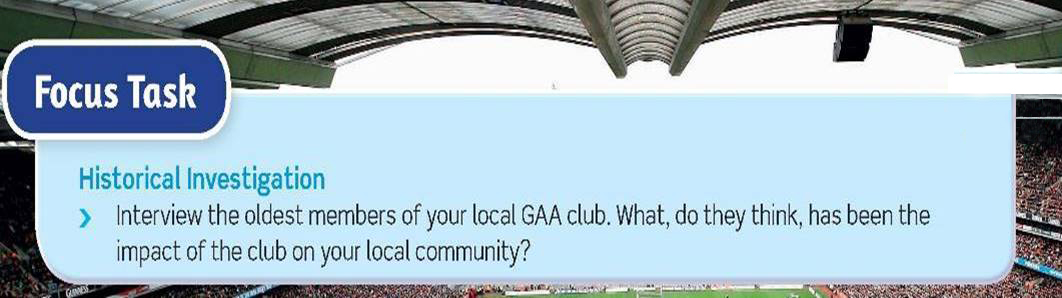 Focus Task
Historical Investigation
› Interview the oldest members of your local GAA club. What, do they think, has been the
impact of the club on your local community?
GUINNESS